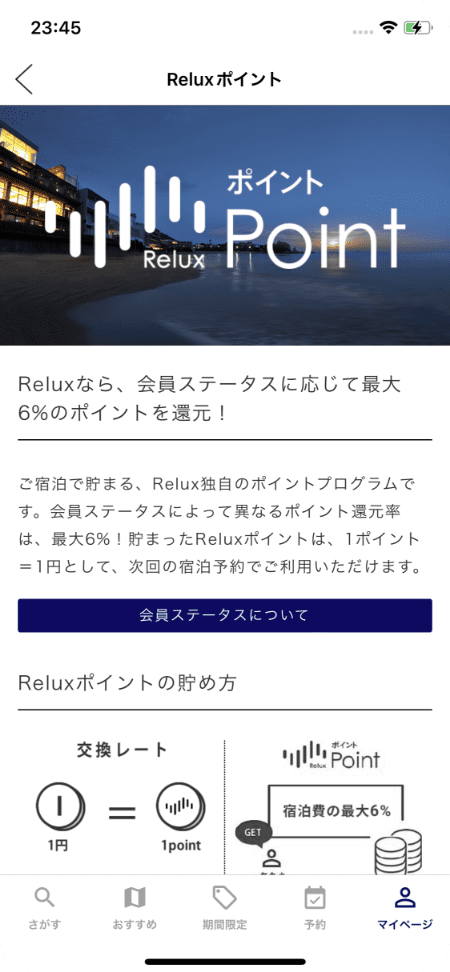 23:45
Reluxポイント
ポイント
Relux Point
Reluxなら、会員ステータスに応じて最大
6%のポイントを還元！
ご宿泊で貯まる、Relux独自のポイントプログラムで
す。会員ステータスによって異なるポイント還元率
は、最大6%！貯まったReluxポイントは、1ポイント
＝1円として、次回の宿泊予約でご利用いただけます。
会員ステータスについて
Reluxポイントの貯め方
交換レート
1円
=
1point
ポイント
Relux Point
宿泊費の最大6%
GET
さがす
おすすめ
期間限定
予約
マイページ